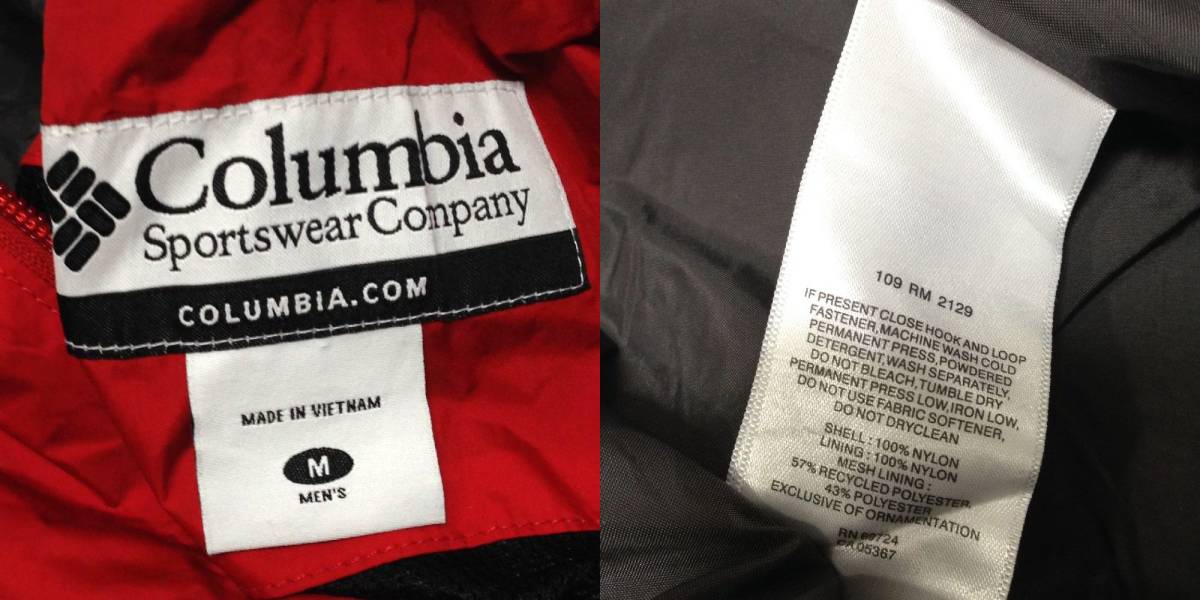 Columbia
Sportswear Company
COLUMBIA.COM
MADE IN VIETNAM
M
MEN'S
109 RM 2129
IF PRESENT CLOSE HOOK AND LOOP
FASTENER, MACHINE WASH COLD
PERMANENT PRESS, POWDERED
DETERGENT. WASH SEPARATELY,
DO NOT BLEACH, TUMBLE DRY
PERMANENT PRESS LOW, IRON LOW,
DO NOT USE FABRIC SOFTENER,
DO NOT DRYCLEAN
SHELL : 100% NYLON
LINING : 100% NYLON
MESH LINING :
57% RECYCLED POLYESTER,
43% POLYESTER
EXCLUSIVE OF ORNAMENTATION
RN
CA 05367